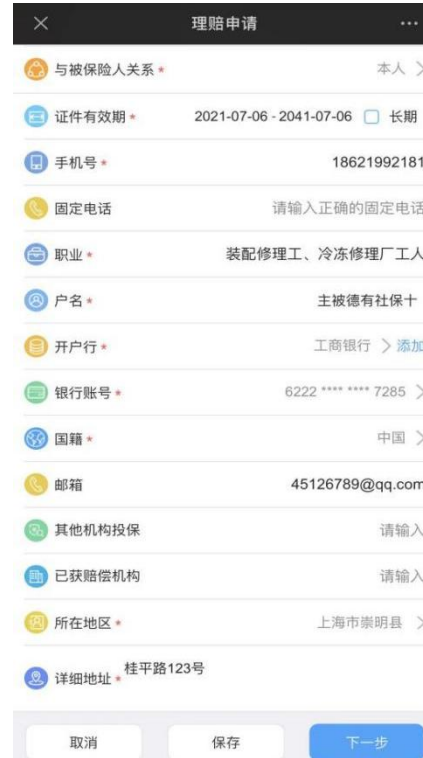 理赔申请
与被保险人关系* 本人
证件有效期* 2021-07-06 - 2041-07-06 长期
手机号* 18621992181
固定电话 请输入正确的固定电话
职业* 装配修理工、冷冻修理厂工人
户名* 主被德有社保十
开户行* 工商银行 添加
银行账号* 6222 **** **** 7285
国籍* 中国
邮箱 45126789@qq.com
其他机构投保 请输入
已获赔偿机构 请输入
所在地区* 上海市崇明县
详细地址* 桂平路123号
取消 保存 下一步